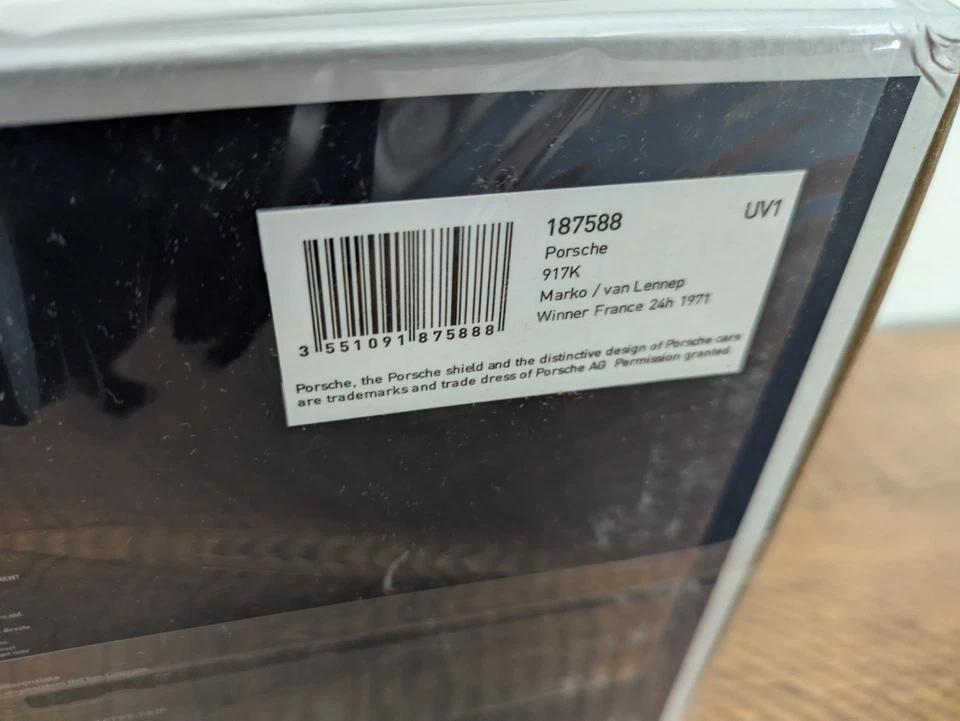 187588
UV1
Porsche
917K
Marko / van Lennep
Winner France 24h 1971
3 551091 875888
Porsche, the Porsche shield and the distinctive design of Porsche cars
are trademarks and trade dress of Porsche AG Permission granted